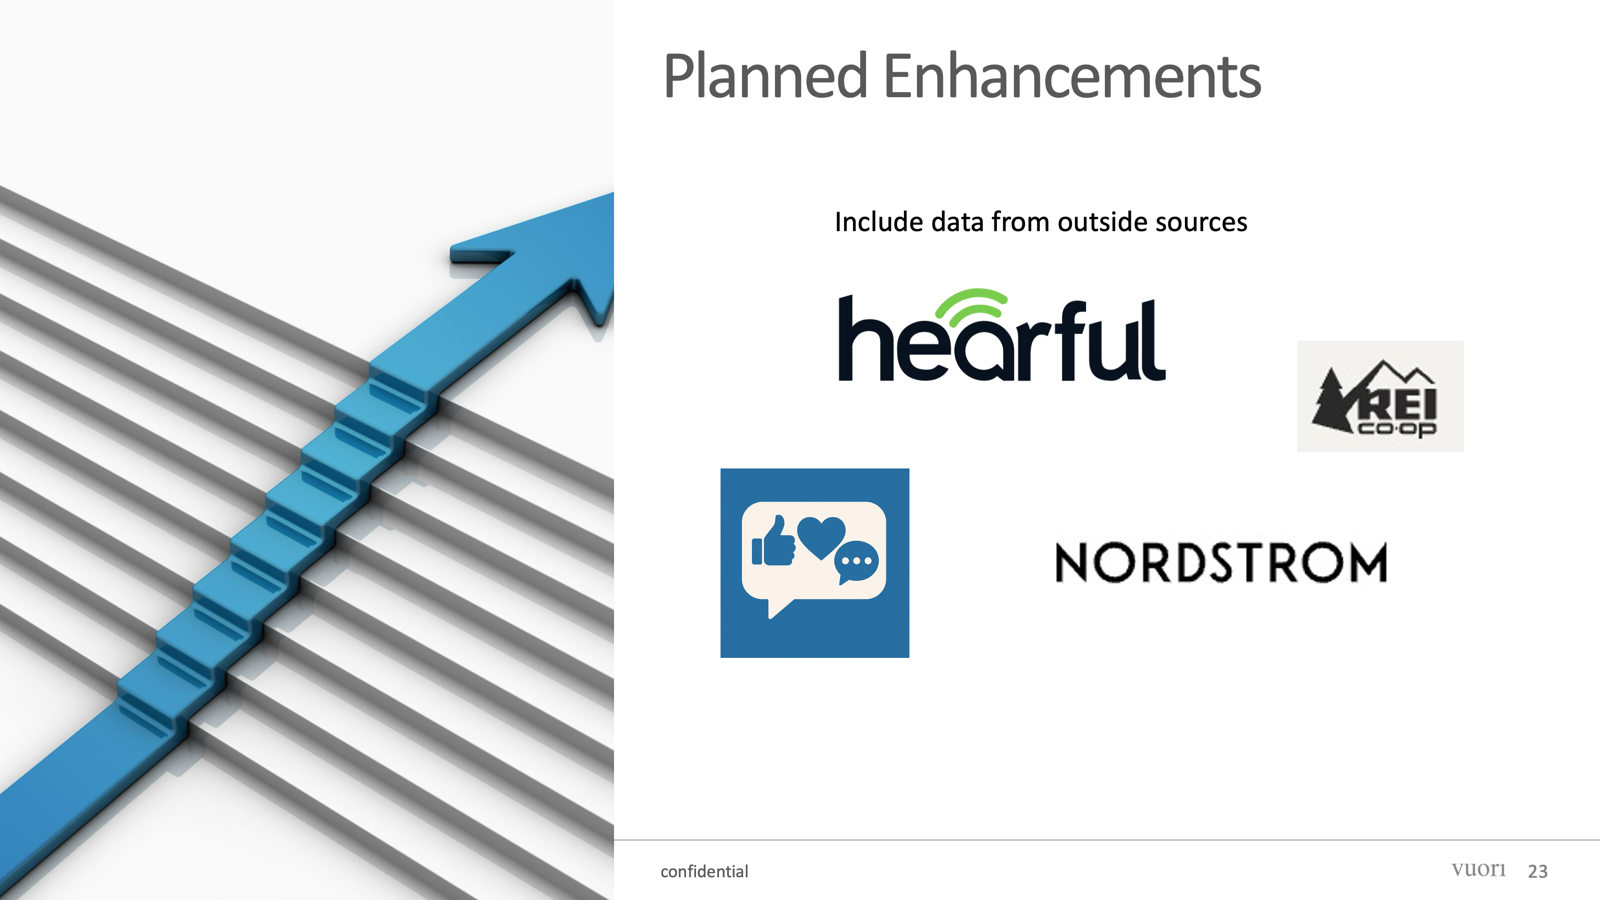 Planned Enhancements
Include data from outside sources
hearful
REI
co·op
NORDSTROM
confidential
vuori
23